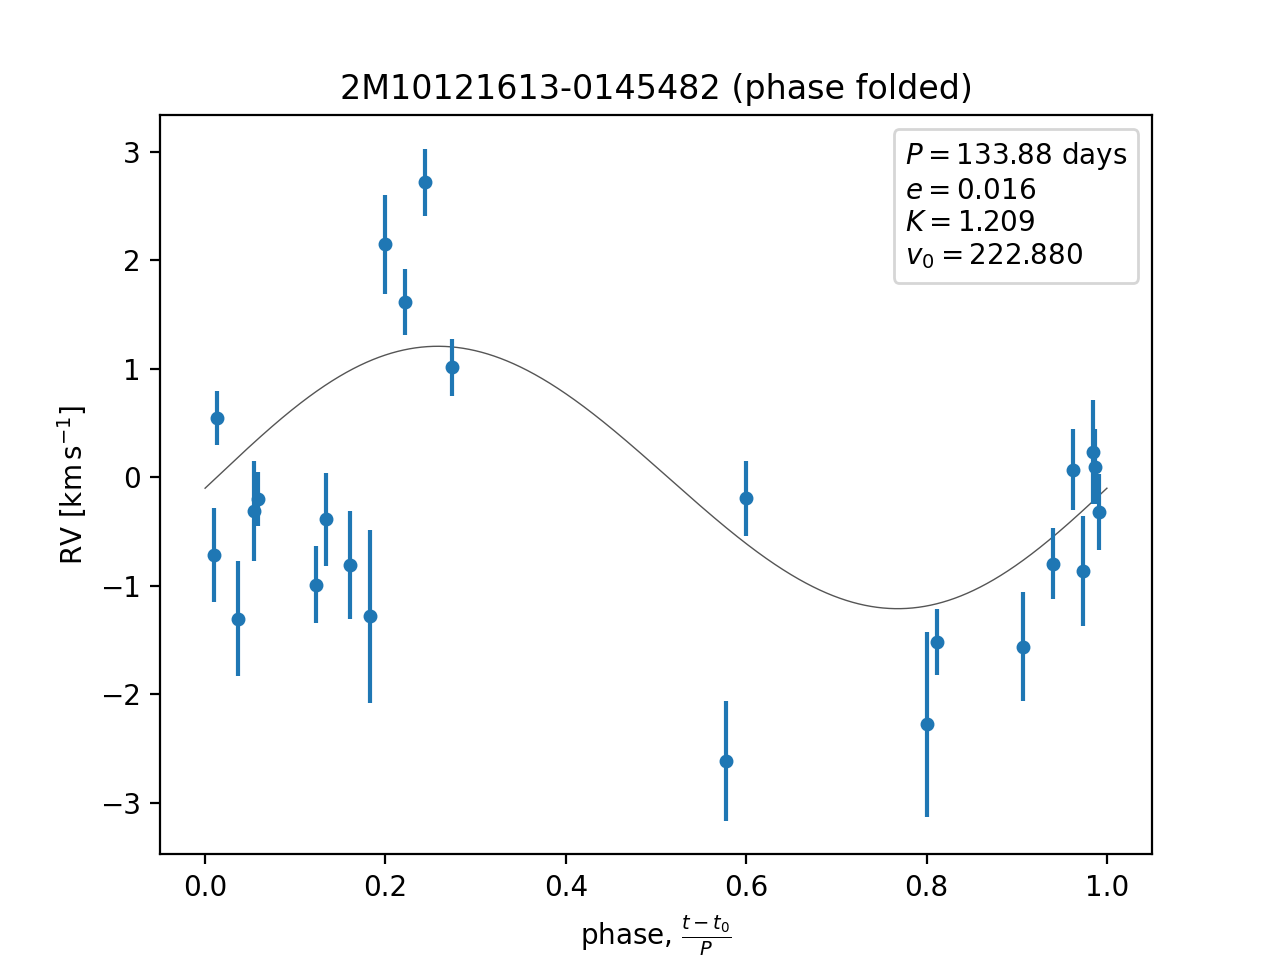 2M10121613-0145482 (phase folded)
P = 133.88 days
e = 0.016
K = 1.209
v₀ = 222.880
3
2
1
0
−1
−2
−3
RV [km s⁻¹]
0.0 0.2 0.4 0.6 0.8 1.0
phase, (t − t₀)/P